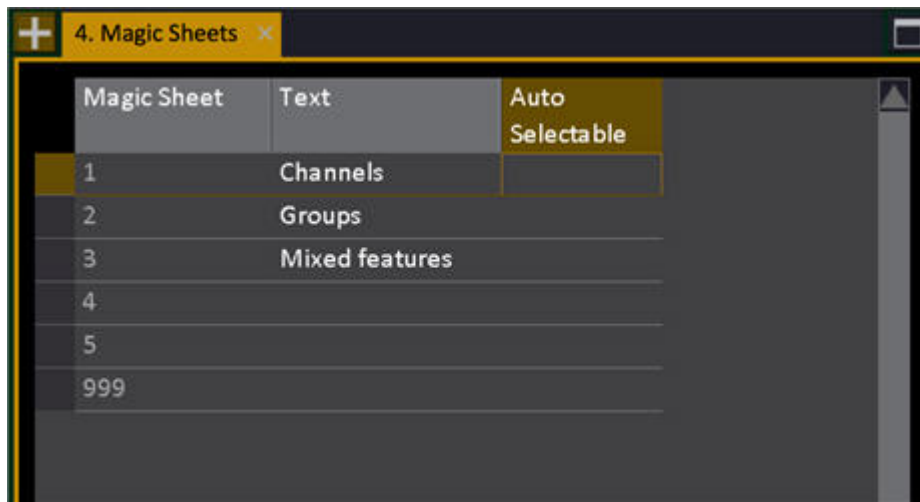 4. Magic Sheets
Magic Sheet Text Auto Selectable
1 Channels
2 Groups
3 Mixed features
4
5
999